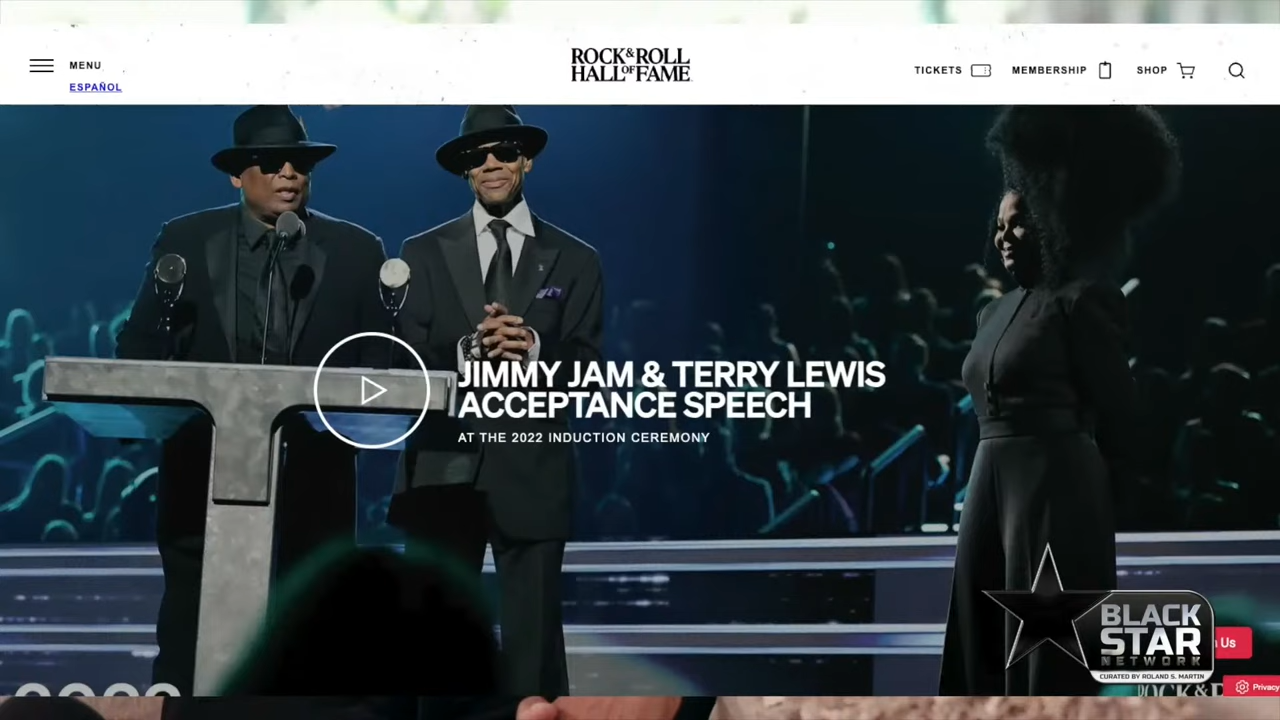 MENU
ESPAÑOL
ROCK&ROLL
HALL OF FAME
TICKETS
MEMBERSHIP
SHOP
JIMMY JAM & TERRY LEWIS
ACCEPTANCE SPEECH
AT THE 2022 INDUCTION CEREMONY
BLACK
STAR
NETWORK
CURATED BY ROLAND S. MARTIN
Us
Privacy